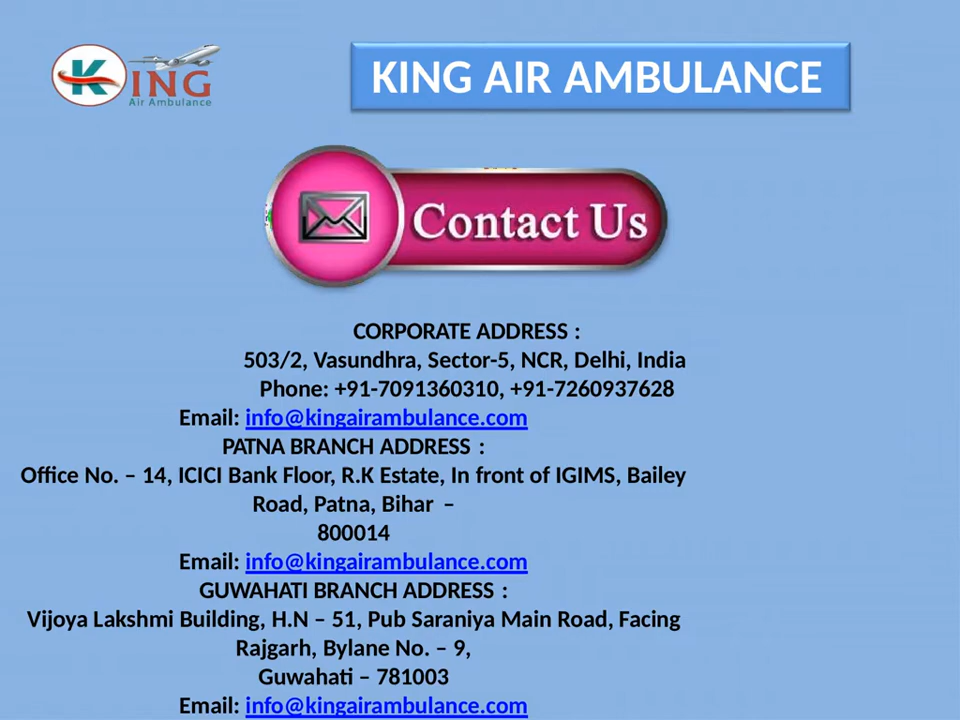 KING
Air Ambulance
KING AIR AMBULANCE
Contact Us
CORPORATE ADDRESS :
503/2, Vasundhra, Sector-5, NCR, Delhi, India
Phone: +91-7091360310, +91-7260937628
Email: info@kingairambulance.com
PATNA BRANCH ADDRESS :
Office No. – 14, ICICI Bank Floor, R.K Estate, In front of IGIMS, Bailey
Road, Patna, Bihar –
800014
Email: info@kingairambulance.com
GUWAHATI BRANCH ADDRESS :
Vijoya Lakshmi Building, H.N – 51, Pub Saraniya Main Road, Facing
Rajgarh, Bylane No. – 9,
Guwahati – 781003
Email: info@kingairambulance.com